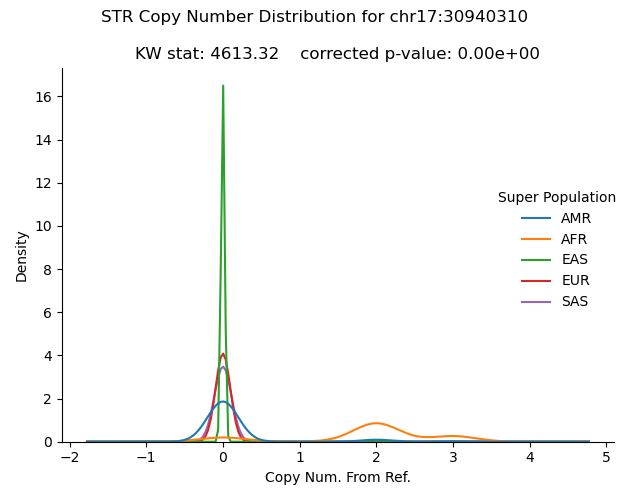 STR Copy Number Distribution for chr17:30940310
KW stat: 4613.32    corrected p-value: 0.00e+00
16
14
12
10
8
6
4
2
0
Density
−2
−1
0
1
2
3
4
5
Copy Num. From Ref.
Super Population
AMR
AFR
EAS
EUR
SAS